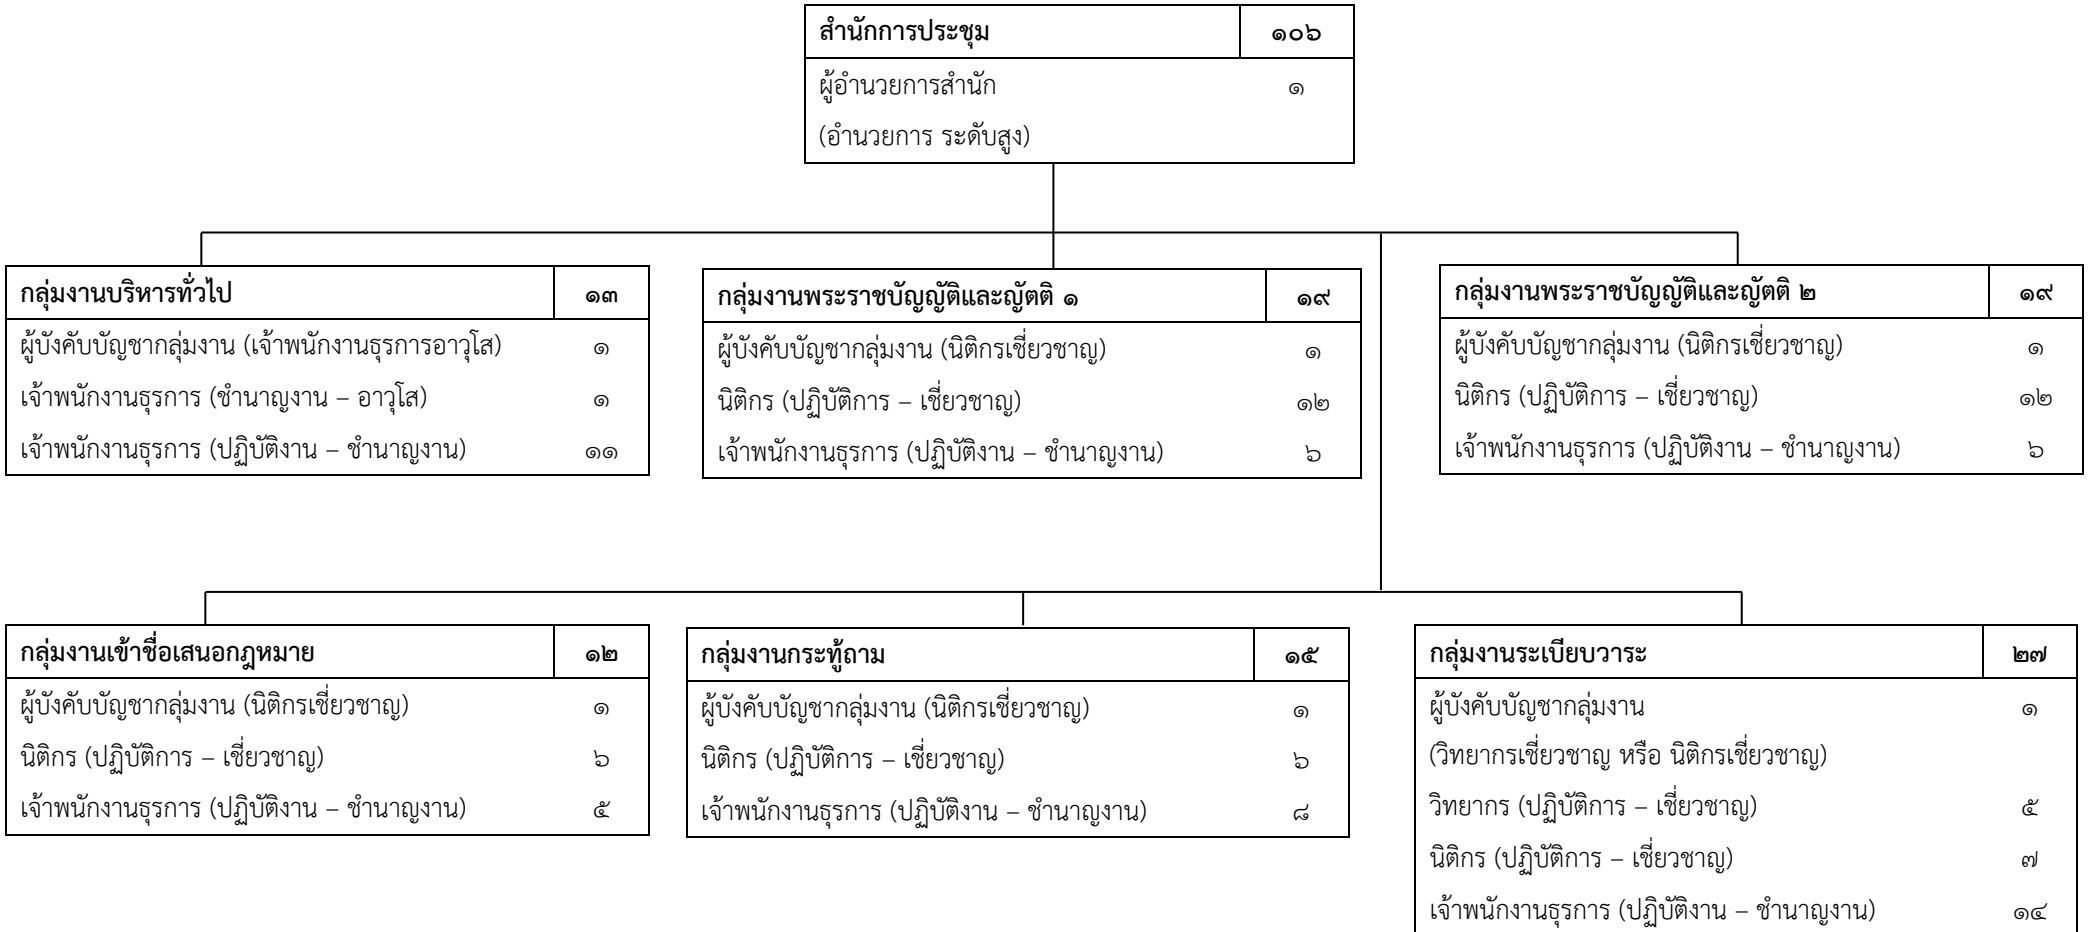 สำนักการประชุม ๑๐๖
ผู้อำนวยการสำนัก ๑
(อำนวยการ ระดับสูง)
กลุ่มงานบริหารทั่วไป ๑๓
ผู้บังคับบัญชากลุ่มงาน (เจ้าพนักงานธุรการอาวุโส) ๑
เจ้าพนักงานธุรการ (ชำนาญงาน – อาวุโส) ๑
เจ้าพนักงานธุรการ (ปฏิบัติงาน – ชำนาญงาน) ๑๑
กลุ่มงานพระราชบัญญัติและญัตติ ๑ ๑๙
ผู้บังคับบัญชากลุ่มงาน (นิติกรเชี่ยวชาญ) ๑
นิติกร (ปฏิบัติการ – เชี่ยวชาญ) ๑๒
เจ้าพนักงานธุรการ (ปฏิบัติงาน – ชำนาญงาน) ๖
กลุ่มงานพระราชบัญญัติและญัตติ ๒ ๑๙
ผู้บังคับบัญชากลุ่มงาน (นิติกรเชี่ยวชาญ) ๑
นิติกร (ปฏิบัติการ – เชี่ยวชาญ) ๑๒
เจ้าพนักงานธุรการ (ปฏิบัติงาน – ชำนาญงาน) ๖
กลุ่มงานเข้าชื่อเสนอกฎหมาย ๑๒
ผู้บังคับบัญชากลุ่มงาน (นิติกรเชี่ยวชาญ) ๑
นิติกร (ปฏิบัติการ – เชี่ยวชาญ) ๖
เจ้าพนักงานธุรการ (ปฏิบัติงาน – ชำนาญงาน) ๕
กลุ่มงานกระทู้ถาม ๑๕
ผู้บังคับบัญชากลุ่มงาน (นิติกรเชี่ยวชาญ) ๑
นิติกร (ปฏิบัติการ – เชี่ยวชาญ) ๖
เจ้าพนักงานธุรการ (ปฏิบัติงาน – ชำนาญงาน) ๘
กลุ่มงานระเบียบวาระ ๒๗
ผู้บังคับบัญชากลุ่มงาน ๑
(วิทยากรเชี่ยวชาญ หรือ นิติกรเชี่ยวชาญ)
วิทยากร (ปฏิบัติการ – เชี่ยวชาญ) ๕
นิติกร (ปฏิบัติการ – เชี่ยวชาญ) ๗
เจ้าพนักงานธุรการ (ปฏิบัติงาน – ชำนาญงาน) ๑๔